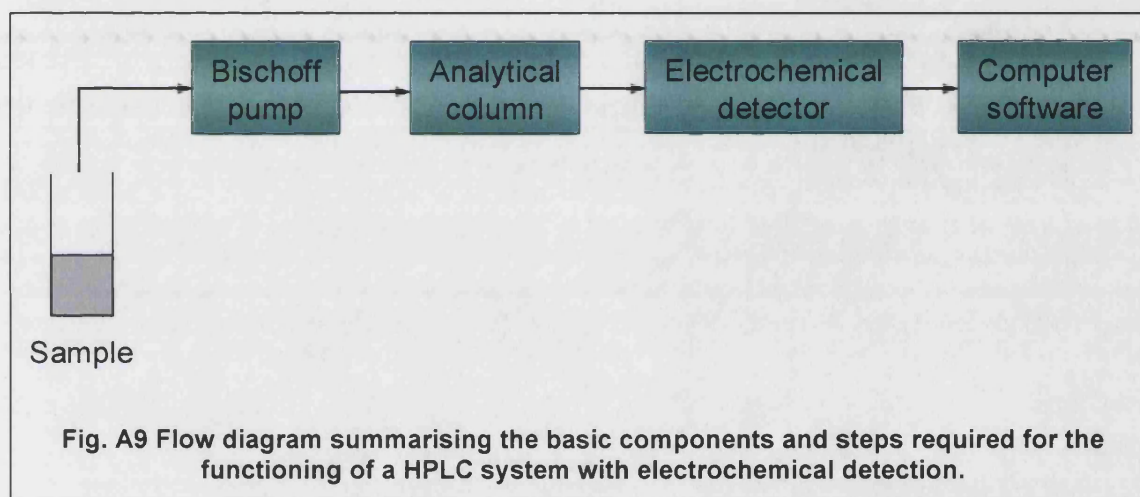 Bischoff
pump
Analytical
column
Electrochemical
detector
Computer
software
Sample
Fig. A9 Flow diagram summarising the basic components and steps required for the
functioning of a HPLC system with electrochemical detection.